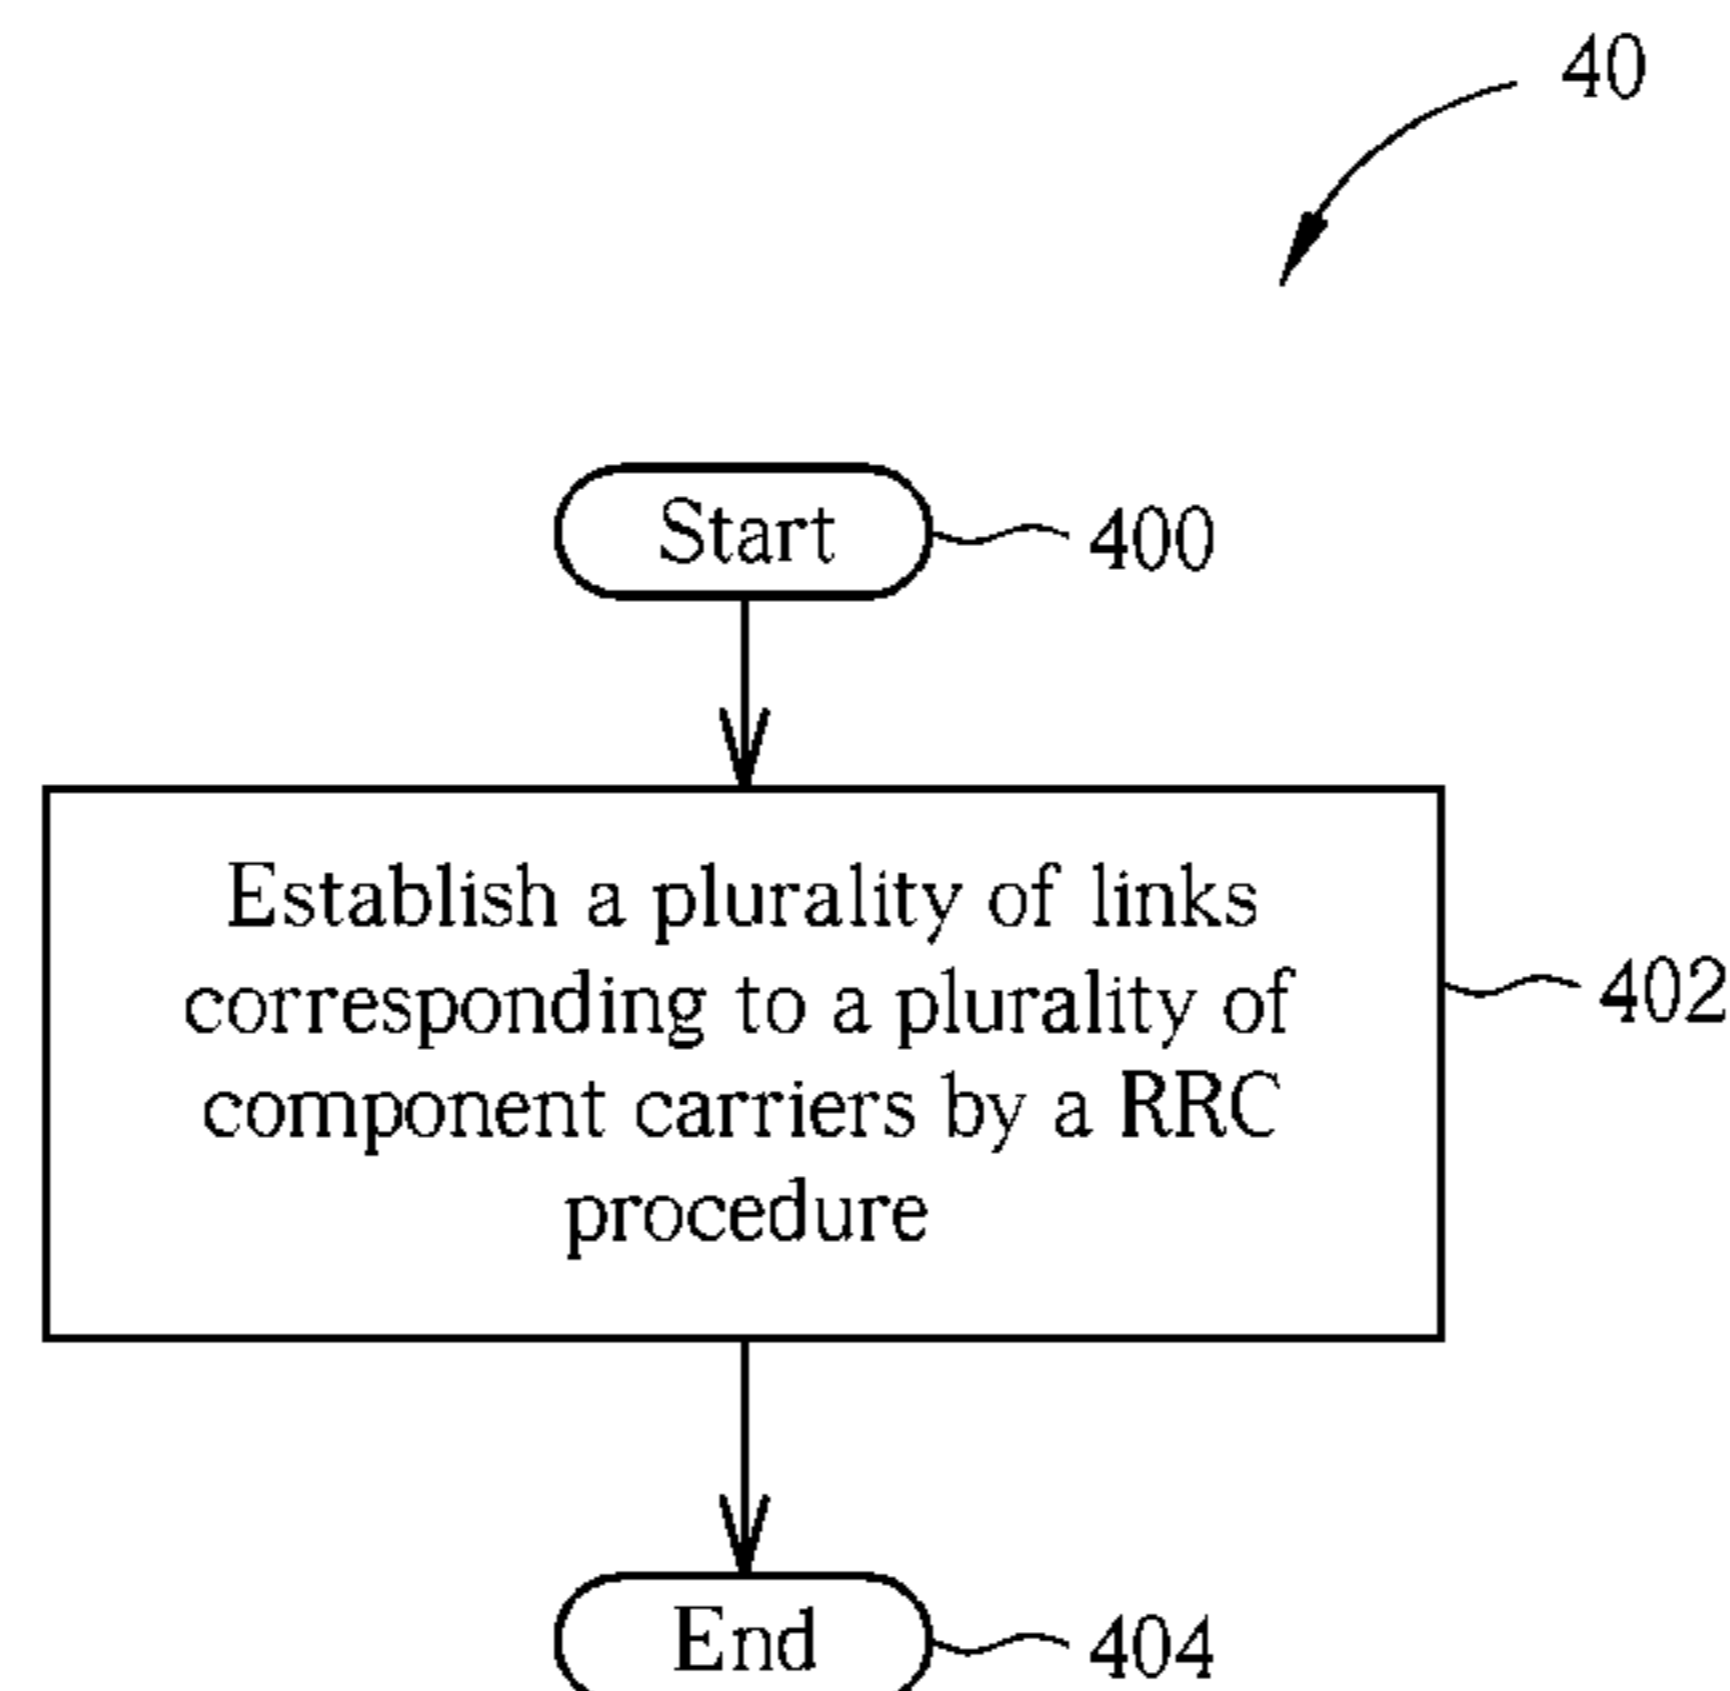 40
Start
400
Establish a plurality of links
corresponding to a plurality of
component carriers by a RRC
procedure
402
End
404